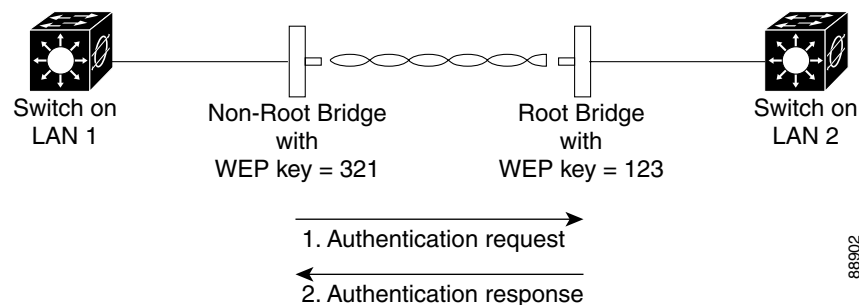 Switch on
LAN 1
Non-Root Bridge
with
WEP key = 321
Root Bridge
with
WEP key = 123
Switch on
LAN 2
1. Authentication request
2. Authentication response
88902